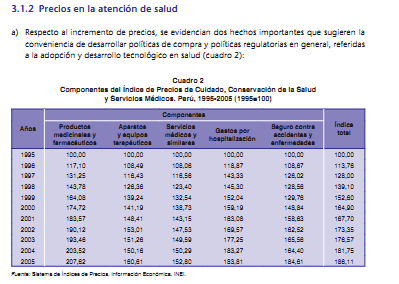 3.1.2 Precios en la atención de salud
a) Respecto al incremento de precios, se evidencian dos hechos importantes que sugieren la
conveniencia de desarrollar políticas de compra y políticas regulatorias en general, referidas
a la adopción y desarrollo tecnológico en salud (cuadro 2):
Cuadro 2
Componentes del Índice de Precios de Cuidado, Conservación de la Salud
y Servicios Médicos. Perú, 1995-2005 (1995=100)
Componentes
Años Productos medicinales y farmacéuticos Aparatos y equipos terapéuticos Servicios médicos y similares Gastos por hospitalización Seguro contra accidentes y enfermedades Índice total
1995 100,00 100,00 100,00 100,00 100,00 100,00
1996 117,10 108,49 108,06 118,87 108,67 113,76
1997 131,25 116,43 116,56 143,33 126,02 128,00
1998 143,78 126,36 123,40 145,30 128,56 139,10
1999 164,08 139,24 132,54 152,04 129,76 152,60
2000 174,72 141,19 138,73 159,19 148,84 164,90
2001 183,57 148,41 143,15 163,08 158,63 167,70
2002 190,12 153,01 147,53 169,57 162,52 173,35
2003 193,46 151,26 149,59 177,25 165,56 176,57
2004 203,52 150,16 150,29 183,27 164,40 181,75
2005 207,62 160,61 152,80 183,81 184,61 186,11
Fuente: Sistema de Índices de Precios. Información Económica. INEI.